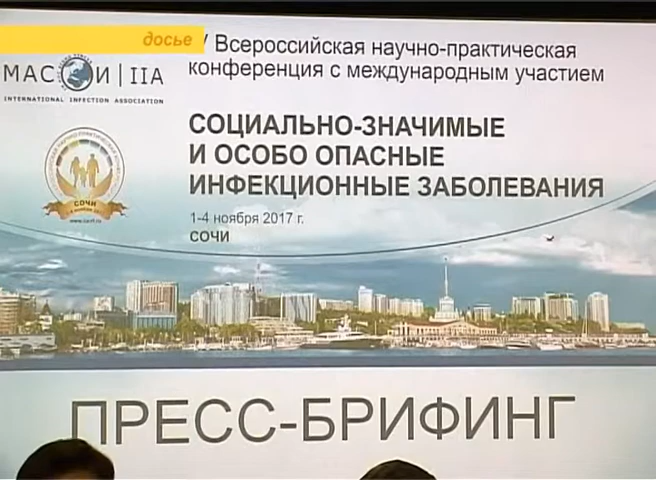 досье
V Всероссийская научно-практическая
конференция с международным участием
МАС И | IIA
INTERNATIONAL INFECTION ASSOCIATION
СОЦИАЛЬНО-ЗНАЧИМЫЕ
И ОСОБО ОПАСНЫЕ
ИНФЕКЦИОННЫЕ ЗАБОЛЕВАНИЯ
СОЧИ
1-4 ноября 2017 г.
СОЧИ
ПРЕСС-БРИФИНГ